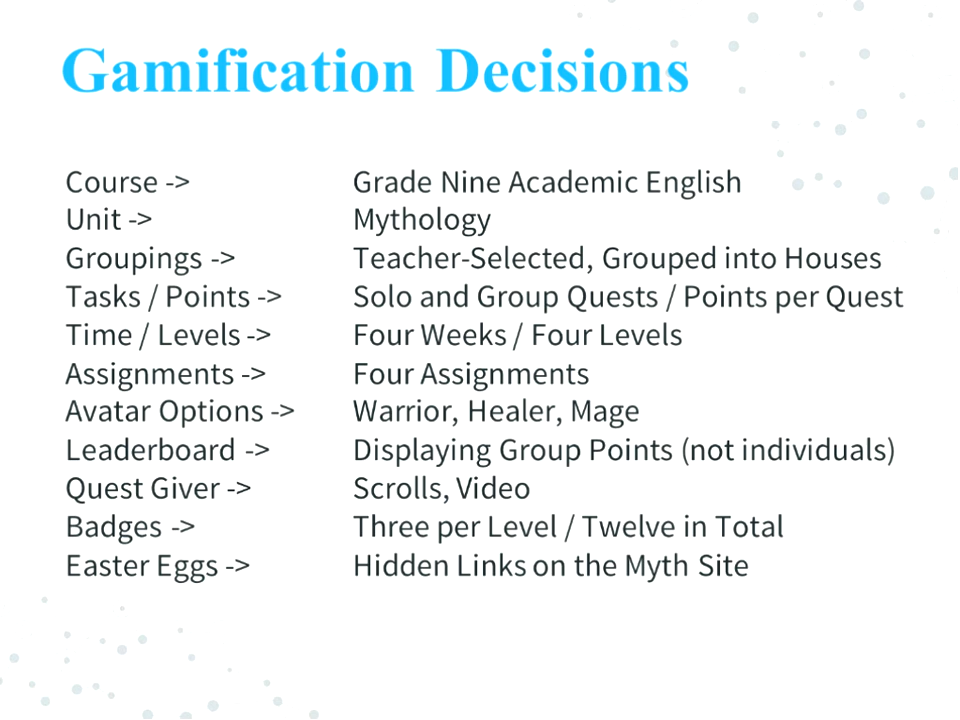 Gamification Decisions
Course -> Grade Nine Academic English
Unit -> Mythology
Groupings -> Teacher-Selected, Grouped into Houses
Tasks / Points -> Solo and Group Quests / Points per Quest
Time / Levels -> Four Weeks / Four Levels
Assignments -> Four Assignments
Avatar Options -> Warrior, Healer, Mage
Leaderboard -> Displaying Group Points (not individuals)
Quest Giver -> Scrolls, Video
Badges -> Three per Level / Twelve in Total
Easter Eggs -> Hidden Links on the Myth Site